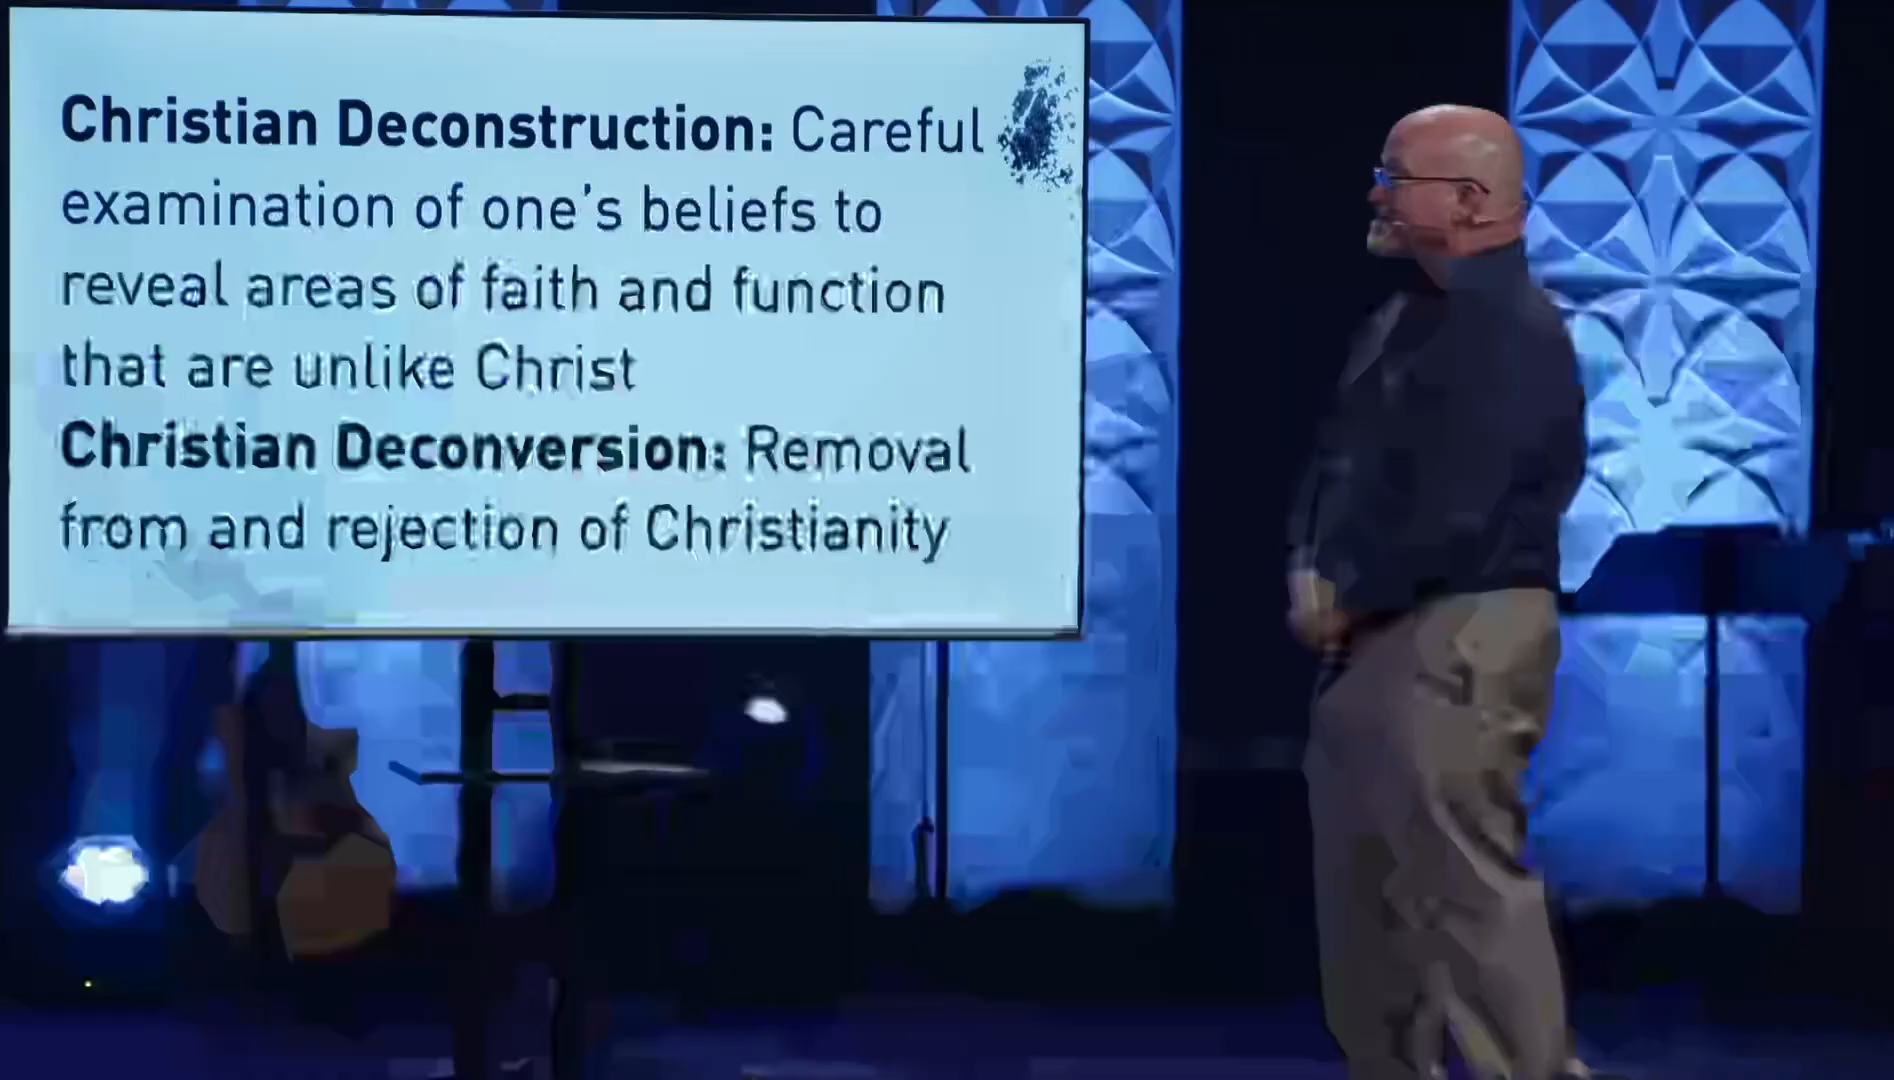 Christian Deconstruction: Careful
examination of one's beliefs to
reveal areas of faith and function
that are unlike Christ
Christian Deconversion: Removal
from and rejection of Christianity